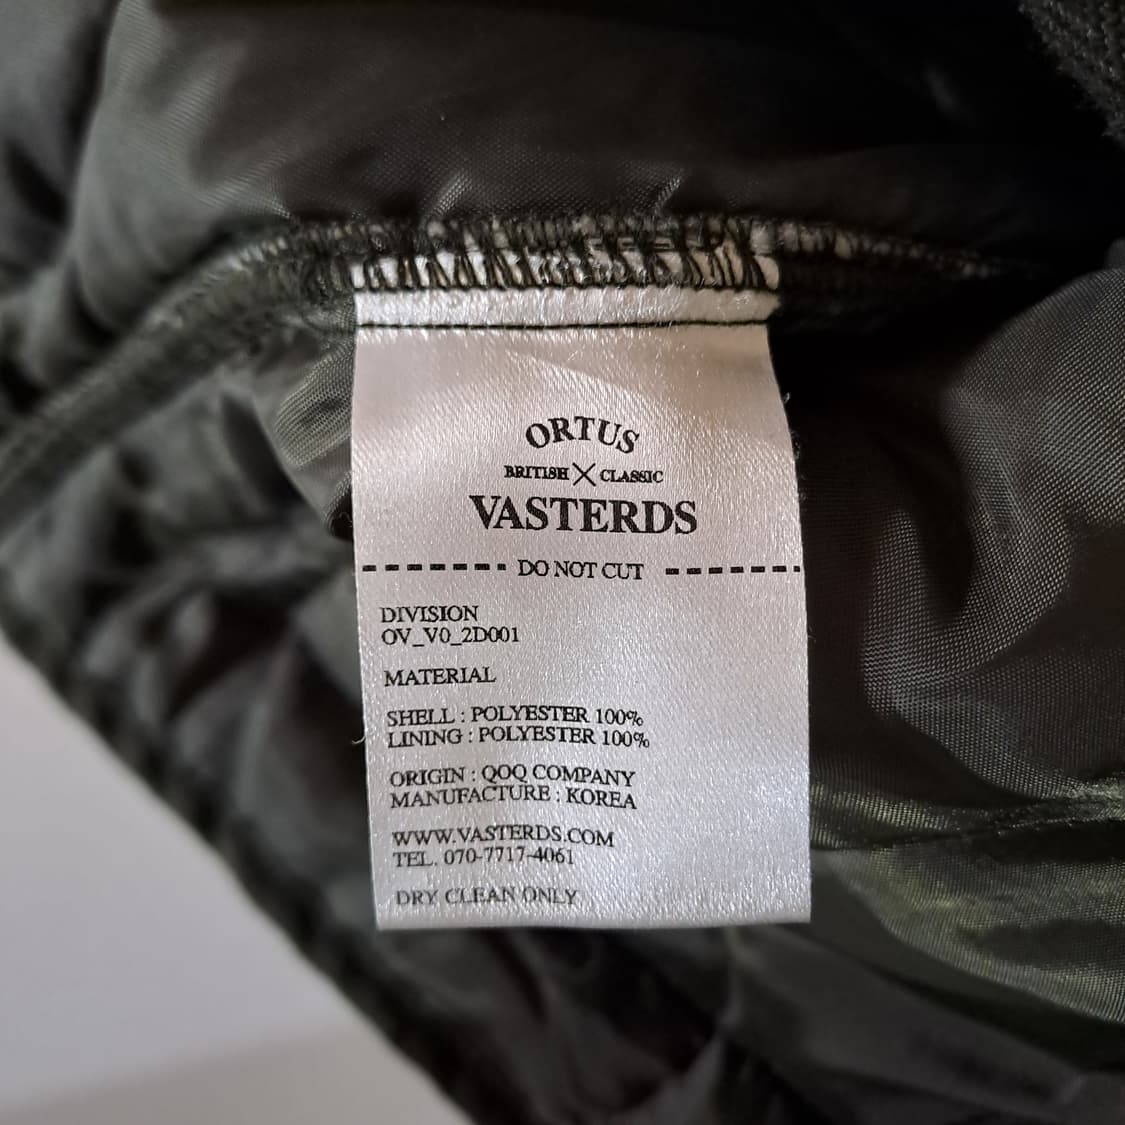 ORTUS
BRITISH X CLASSIC
VASTERDS
DO NOT CUT
DIVISION
OV_V0_2D001
MATERIAL
SHELL : POLYESTER 100%
LINING : POLYESTER 100%
ORIGIN : QOQ COMPANY
MANUFACTURE : KOREA
WWW.VASTERDS.COM
TEL. 070-7717-4061
DRY CLEAN ONLY